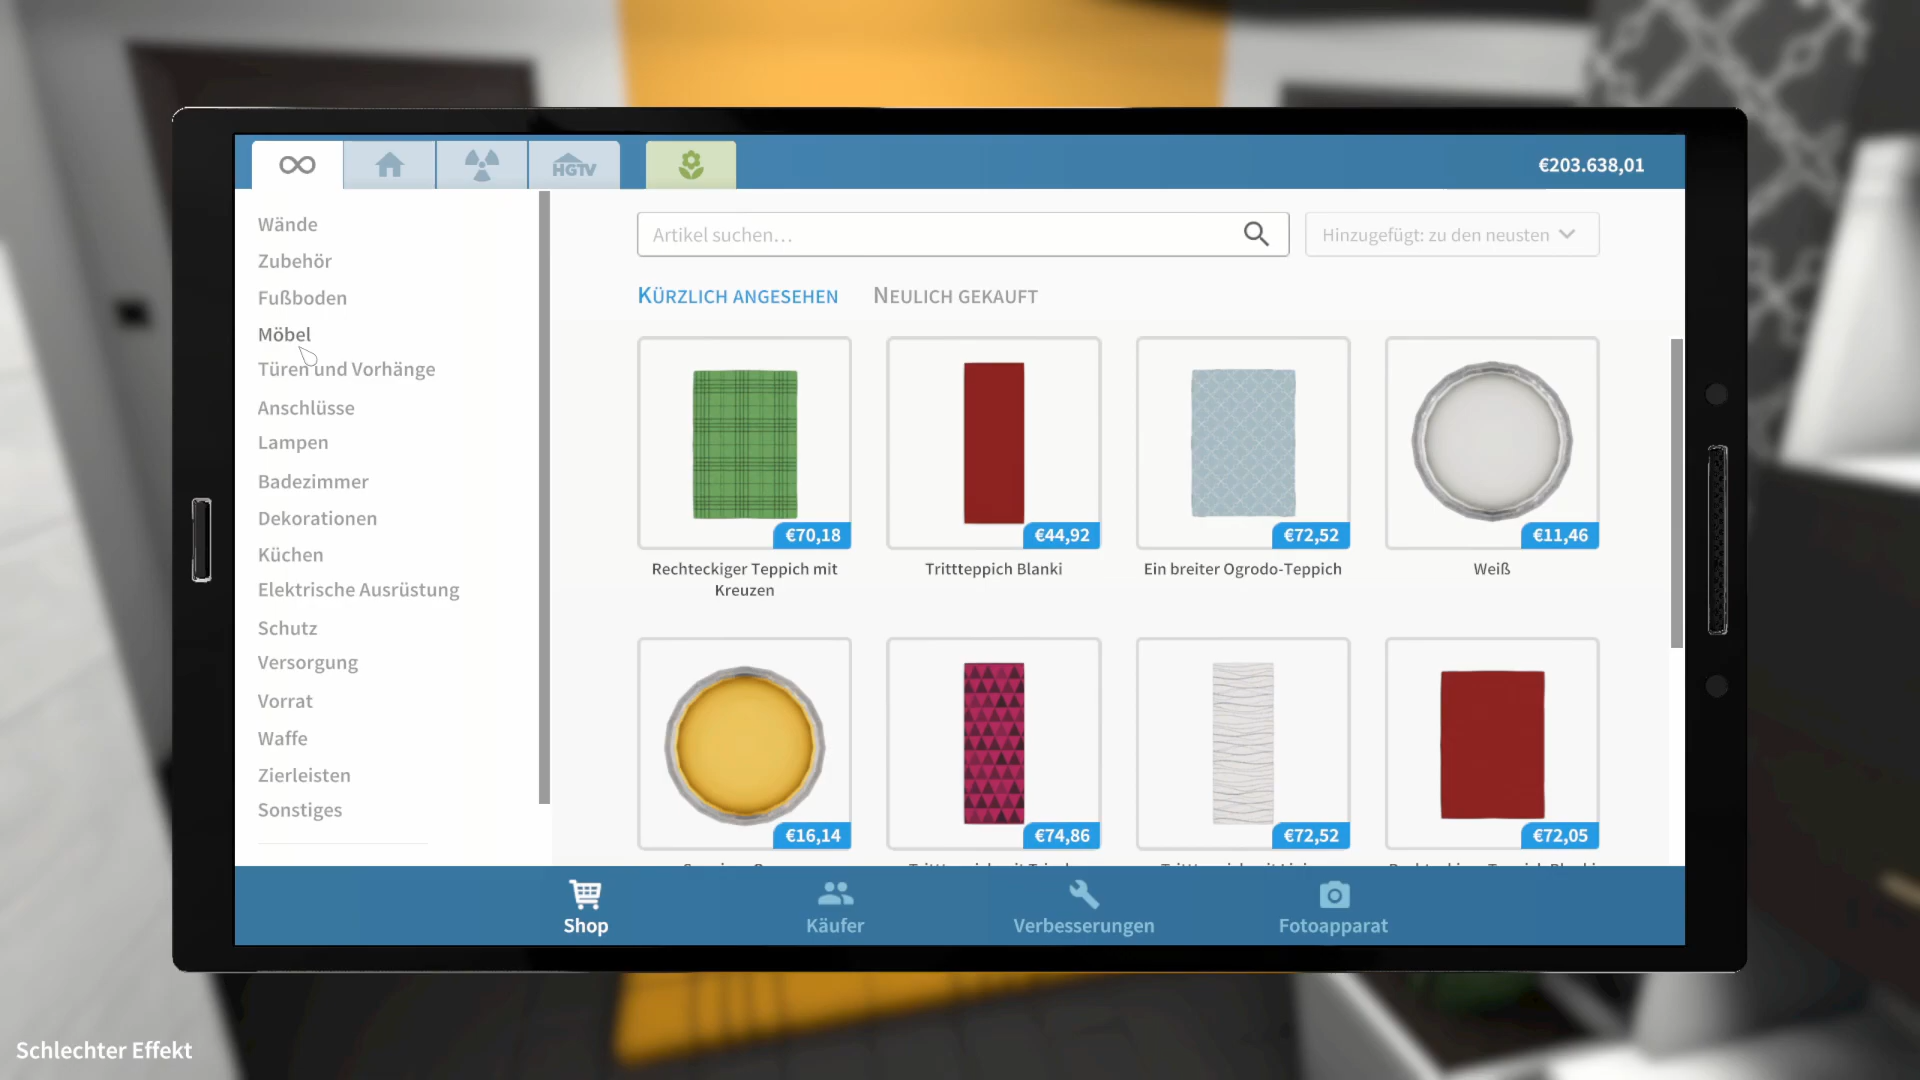 HGTV
€203.638,01
Wände
Zubehör
Fußboden
Möbel
Türen und Vorhänge
Anschlüsse
Lampen
Badezimmer
Dekorationen
Küchen
Elektrische Ausrüstung
Schutz
Versorgung
Vorrat
Waffe
Zierleisten
Sonstiges
Artikel suchen...
Hinzugefügt: zu den neusten
KÜRZLICH ANGESEHEN
NEULICH GEKAUFT
€70,18
€44,92
€72,52
€11,46
Rechteckiger Teppich mit
Kreuzen
Trittteppich Blanki
Ein breiter Ogrodo-Teppich
Weiß
€16,14
€74,86
€72,52
€72,05
Shop
Käufer
Verbesserungen
Fotoapparat
Schlechter Effekt